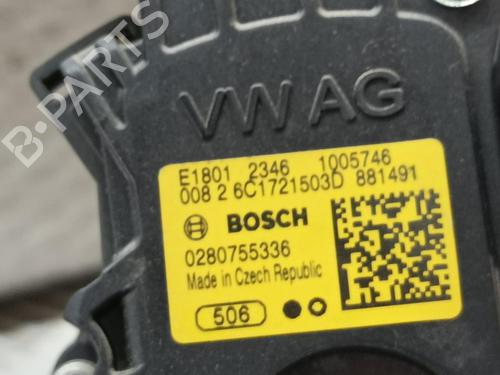 B-PARTS
VW AG
E1801 2346 1005746
008 2 6C1721503D 881491
BOSCH
0280755336
Made in Czech Republic
506